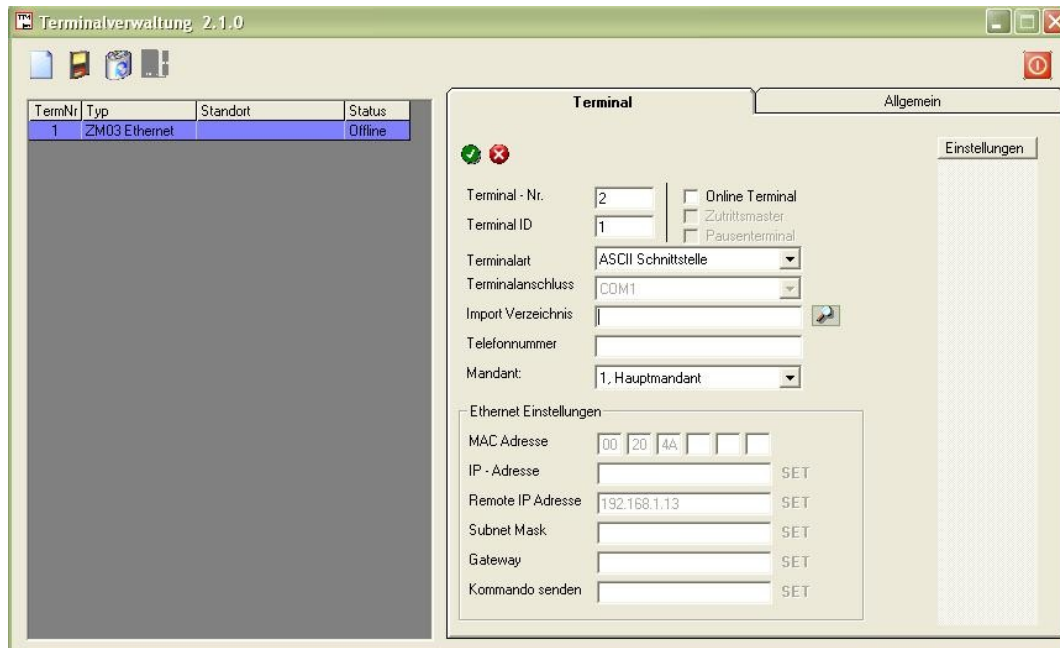 Terminalverwaltung 2.1.0
TermNr Typ Standort Status
1 ZM03 Ethernet Offline
Terminal Allgemein
Einstellungen
Terminal - Nr. 2
Online Terminal
Zutrittsmaster
Terminal ID 1
Pausenterminal
Terminalart ASCII Schnittstelle
Terminalanschluss COM1
Import Verzeichnis
Telefonnummer
Mandant: 1, Hauptmandant
Ethernet Einstellungen
MAC Adresse 00 20 4A
IP - Adresse SET
Remote IP Adresse 192.168.1.13 SET
Subnet Mask SET
Gateway SET
Kommando senden SET